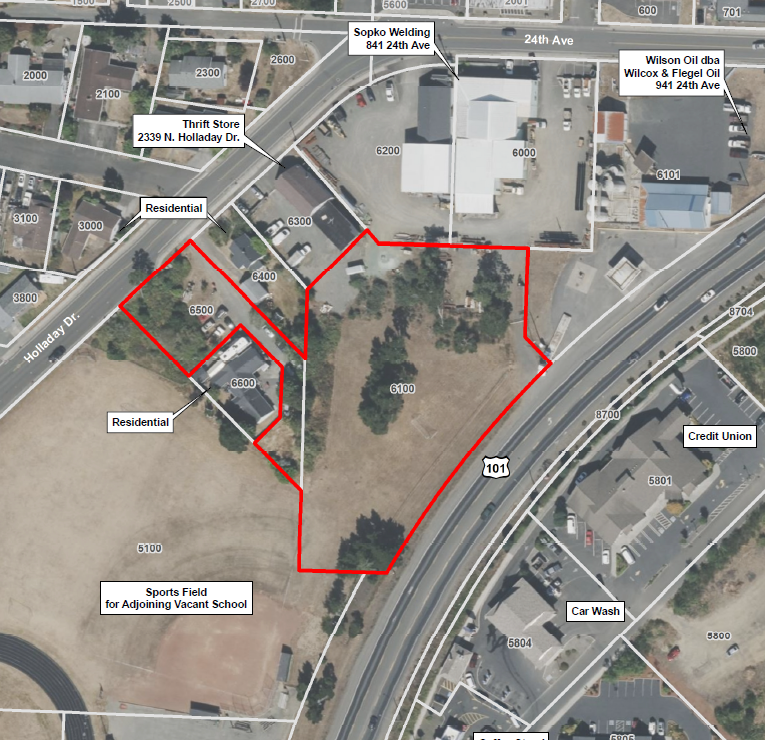 1500
2500
2700
5600
2001
600
701
Sopko Welding
841 24th Ave
24th Ave
Wilson Oil dba
Wilcox & Flegel Oil
941 24th Ave
2000
2100
2300
2600
Thrift Store
2339 N. Holladay Dr.
6200
6000
6101
3100
3000
Residential
6300
3800
6400
6500
Holladay Dr.
8704
5800
6600
6100
Residential
8700
Credit Union
101
5801
5100
Sports Field
for Adjoining Vacant School
Car Wash
5804
5800